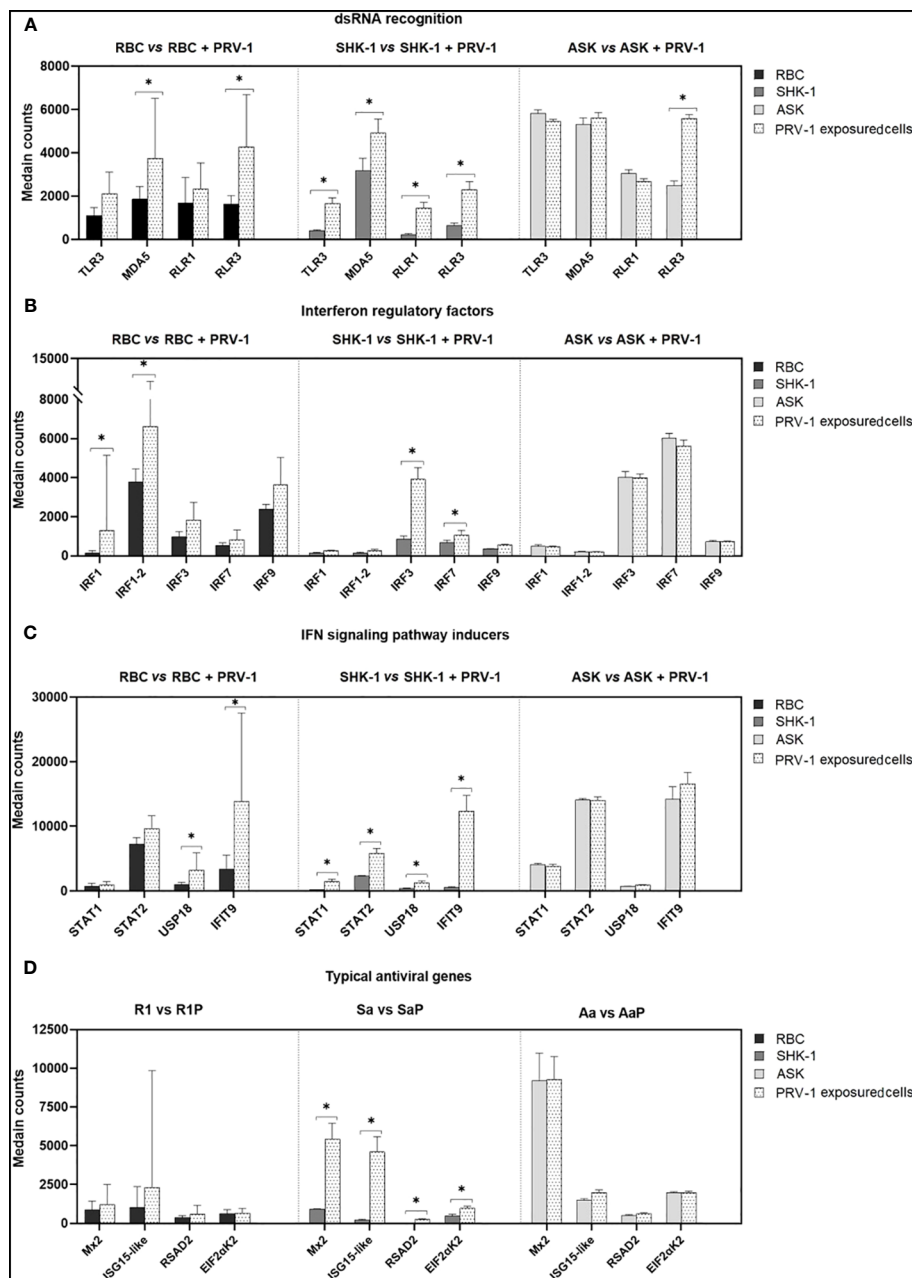 A
dsRNA recognition
RBC vs RBC + PRV-1
SHK-1 vs SHK-1 + PRV-1
ASK vs ASK + PRV-1
8000
6000
4000
2000
0
Medain counts
* * * * * * *
TLR3 MDA5 RLR1 RLR3
TLR3 MDA5 RLR1 RLR3
TLR3 MDA5 RLR1 RLR3
RBC
SHK-1
ASK
PRV-1 exposuredcells
B
Interferon regulatory factors
RBC vs RBC + PRV-1
SHK-1 vs SHK-1 + PRV-1
ASK vs ASK + PRV-1
15000
8000
6000
4000
2000
0
Medain counts
* * * *
IRF1 IRF1-2 IRF3 IRF7 IRF9
IRF1 IRF1-2 IRF3 IRF7 IRF9
IRF1 IRF1-2 IRF3 IRF7 IRF9
RBC
SHK-1
ASK
PRV-1 exposuredcells
C
IFN signaling pathway inducers
RBC vs RBC + PRV-1
SHK-1 vs SHK-1 + PRV-1
ASK vs ASK + PRV-1
30000
20000
10000
0
Medain counts
* * * * * *
STAT1 STAT2 USP18 IFIT9
STAT1 STAT2 USP18 IFIT9
STAT1 STAT2 USP18 IFIT9
RBC
SHK-1
ASK
PRV-1 exposuredcells
D
Typical antiviral genes
R1 vs R1P
Sa vs SaP
Aa vs AaP
12500
10000
7500
5000
2500
0
Medain counts
* * * *
Mx2 ISG15-like RSAD2 EIF2αK2
Mx2 ISG15-like RSAD2 EIF2αK2
Mx2 ISG15-like RSAD2 EIF2αK2
RBC
SHK-1
ASK
PRV-1 exposuredcells